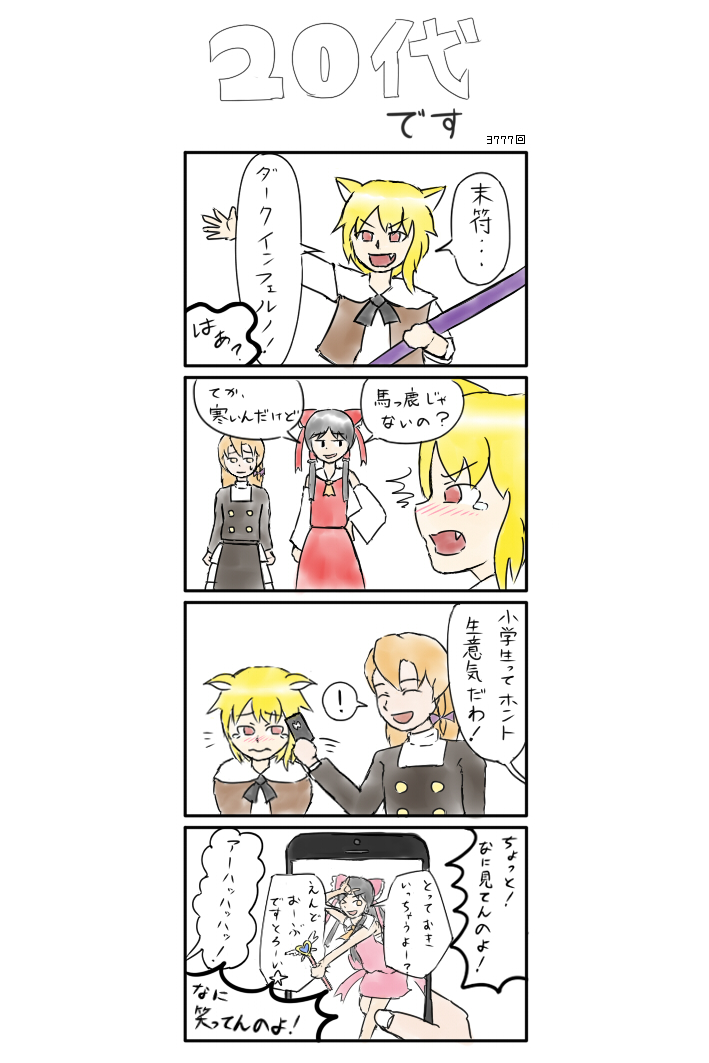 20代
です
3777回
末符・・・
ダークインフェルノ!!
はぁ?
馬っ鹿じゃ
ないの?
てか、
寒いんだけど
小学生ってホント
生意気だわ!
!
ちょっと!
なに見てんのよ!
とっておき
いっちゃうよー?
えんど
おーぶ
ですとろーい
☆
アーハッハッハッ!
なに
笑ってんのよ!